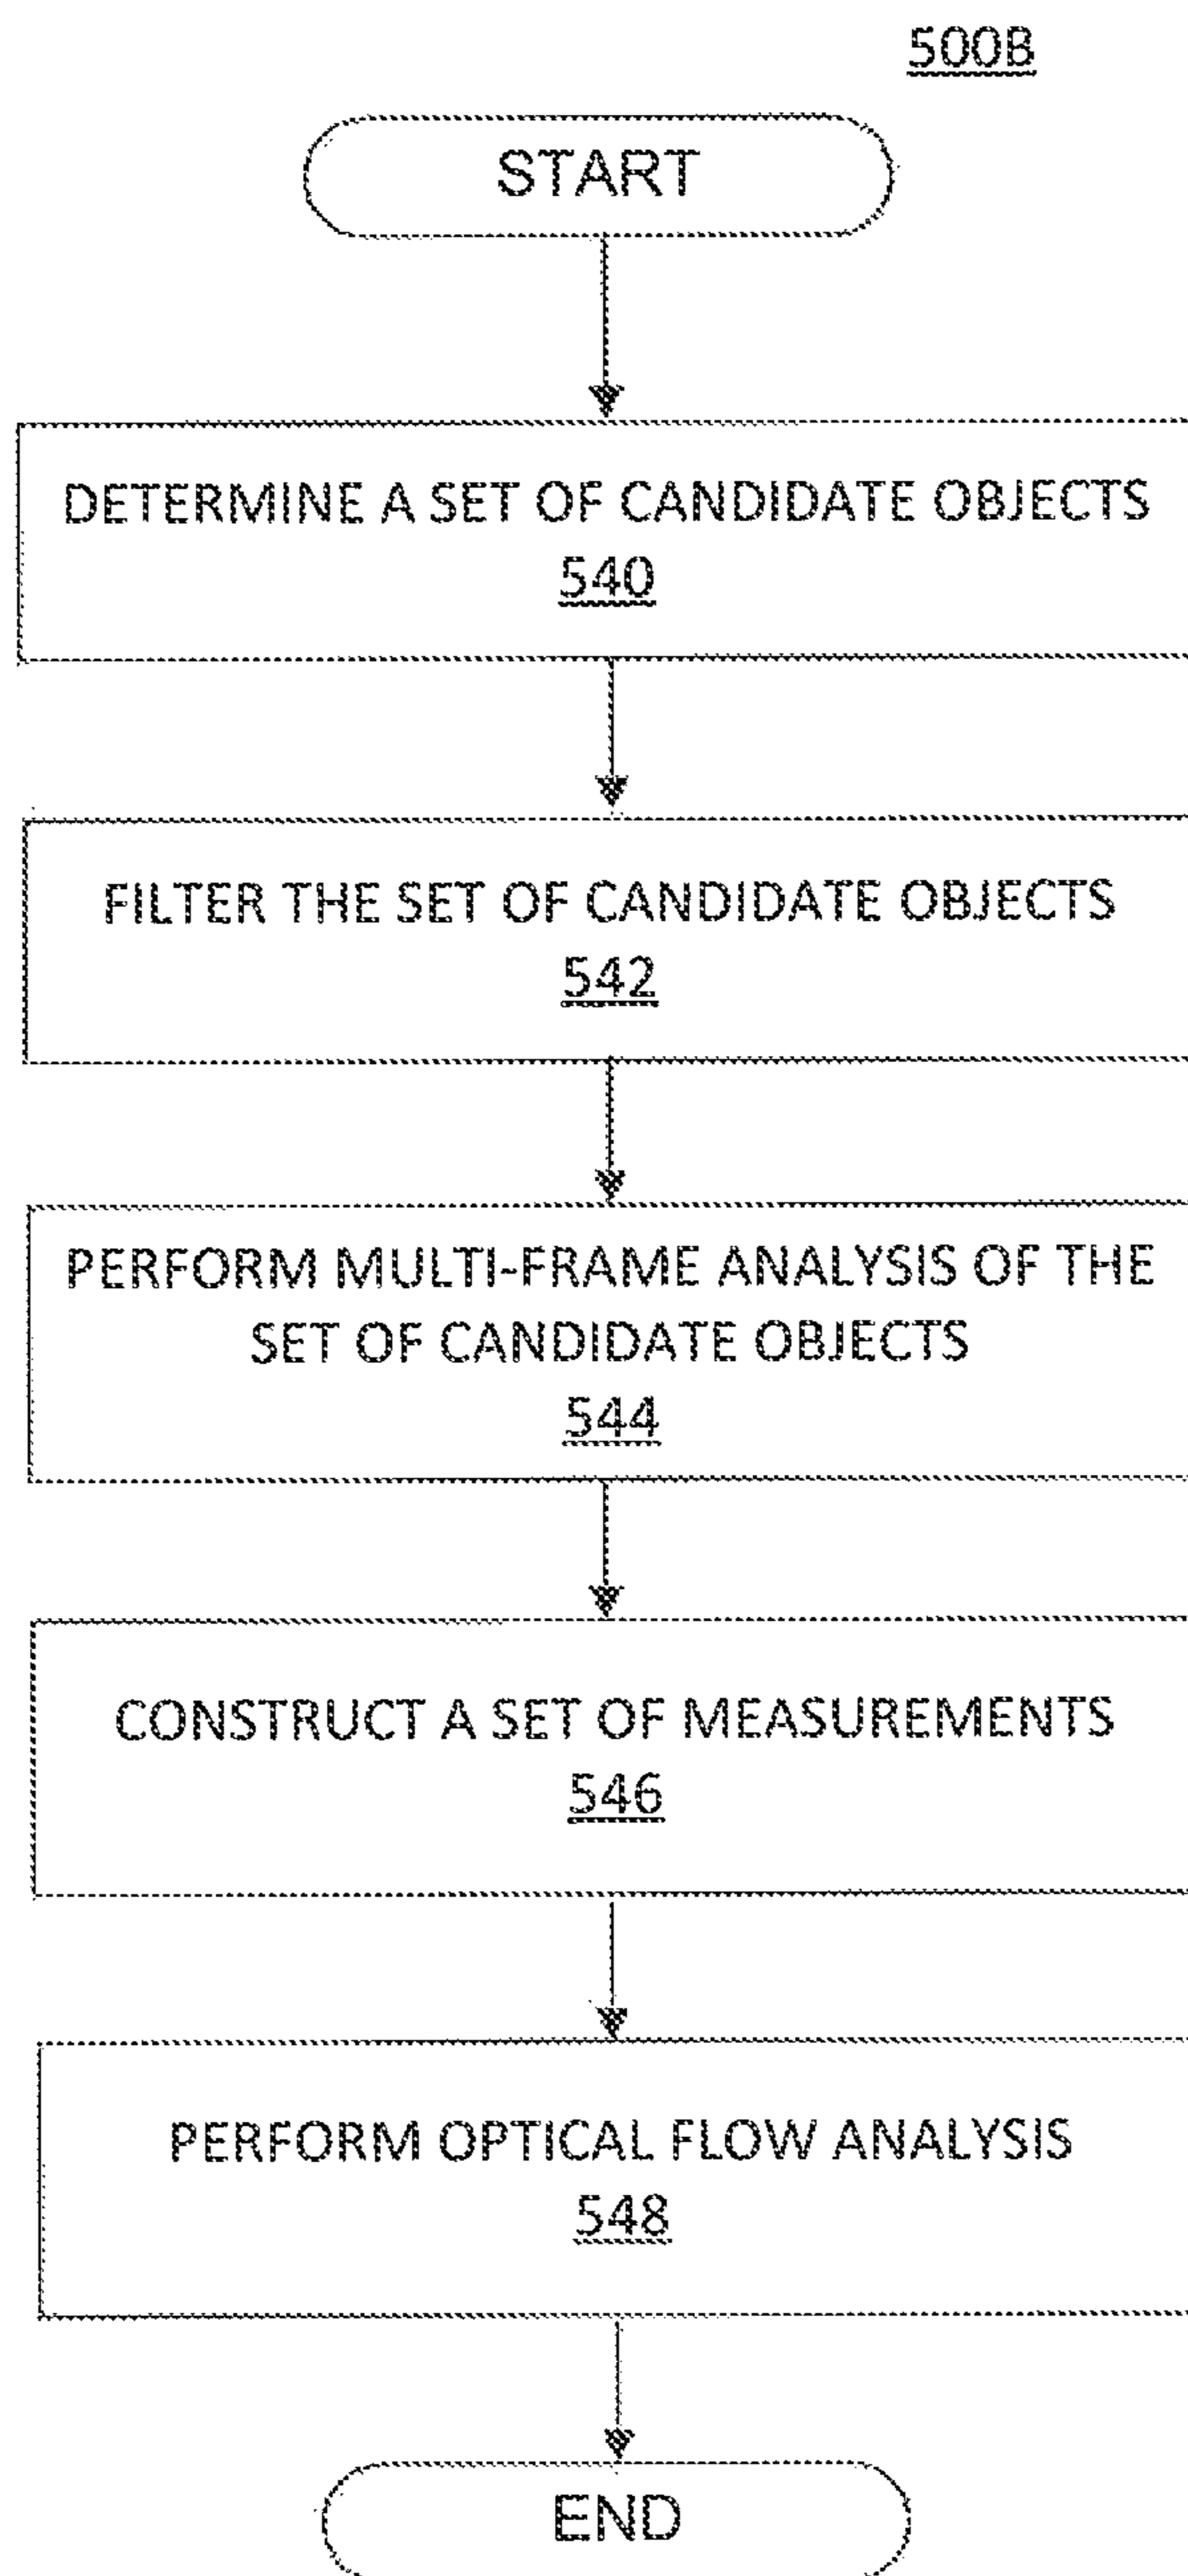 500B
START
DETERMINE A SET OF CANDIDATE OBJECTS
540
FILTER THE SET OF CANDIDATE OBJECTS
542
PERFORM MULTI-FRAME ANALYSIS OF THE
SET OF CANDIDATE OBJECTS
544
CONSTRUCT A SET OF MEASUREMENTS
546
PERFORM OPTICAL FLOW ANALYSIS
548
END